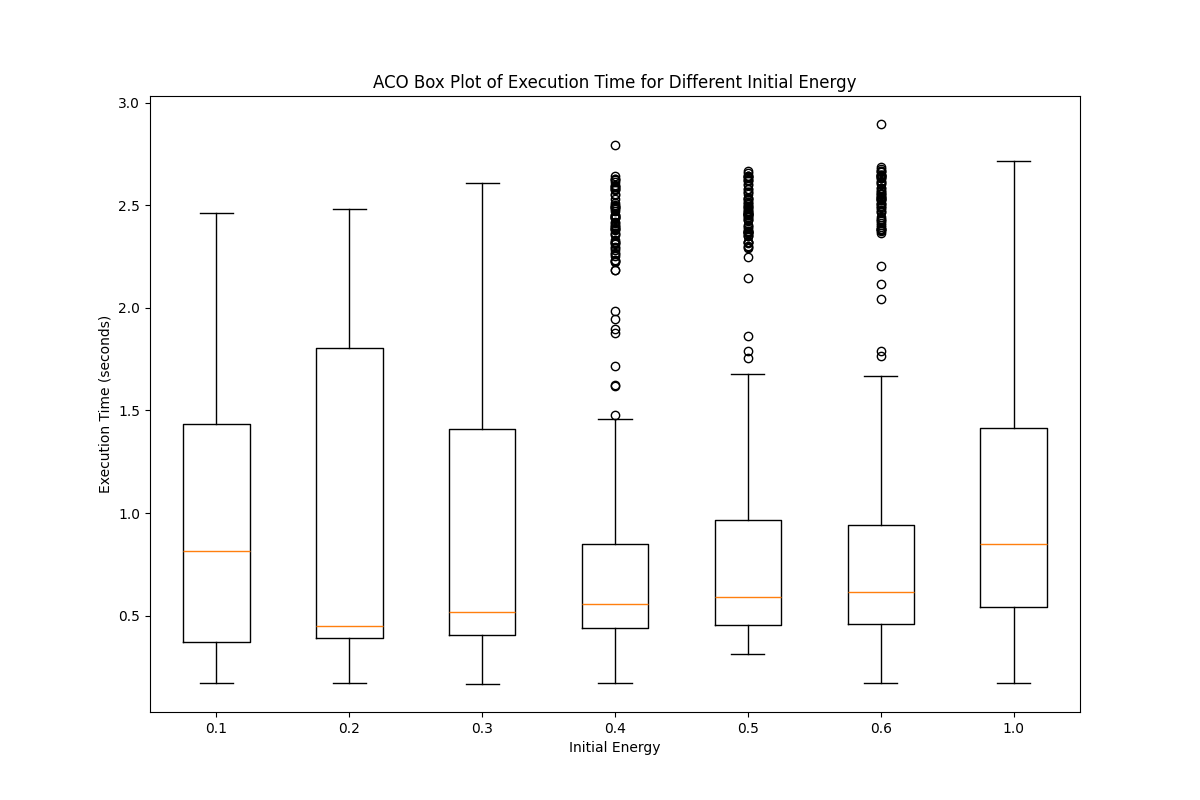 ACO Box Plot of Execution Time for Different Initial Energy
3.0
2.5
2.0
1.5
1.0
0.5
Execution Time (seconds)
0.1 0.2 0.3 0.4 0.5 0.6 1.0
Initial Energy